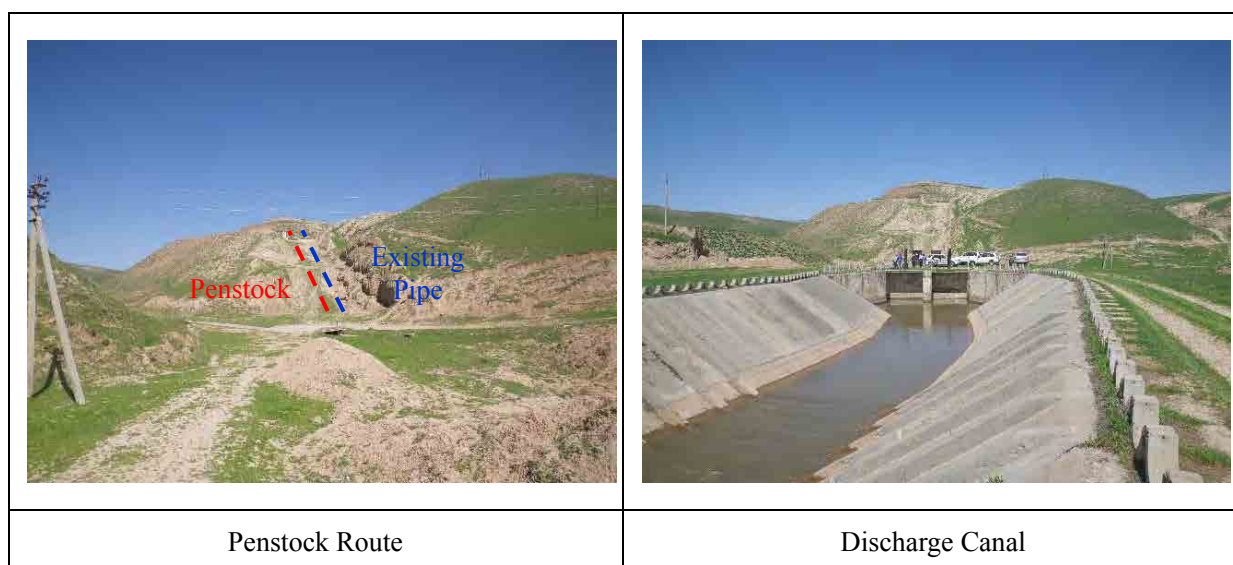 Penstock
Existing
Pipe
Penstock Route
Discharge Canal